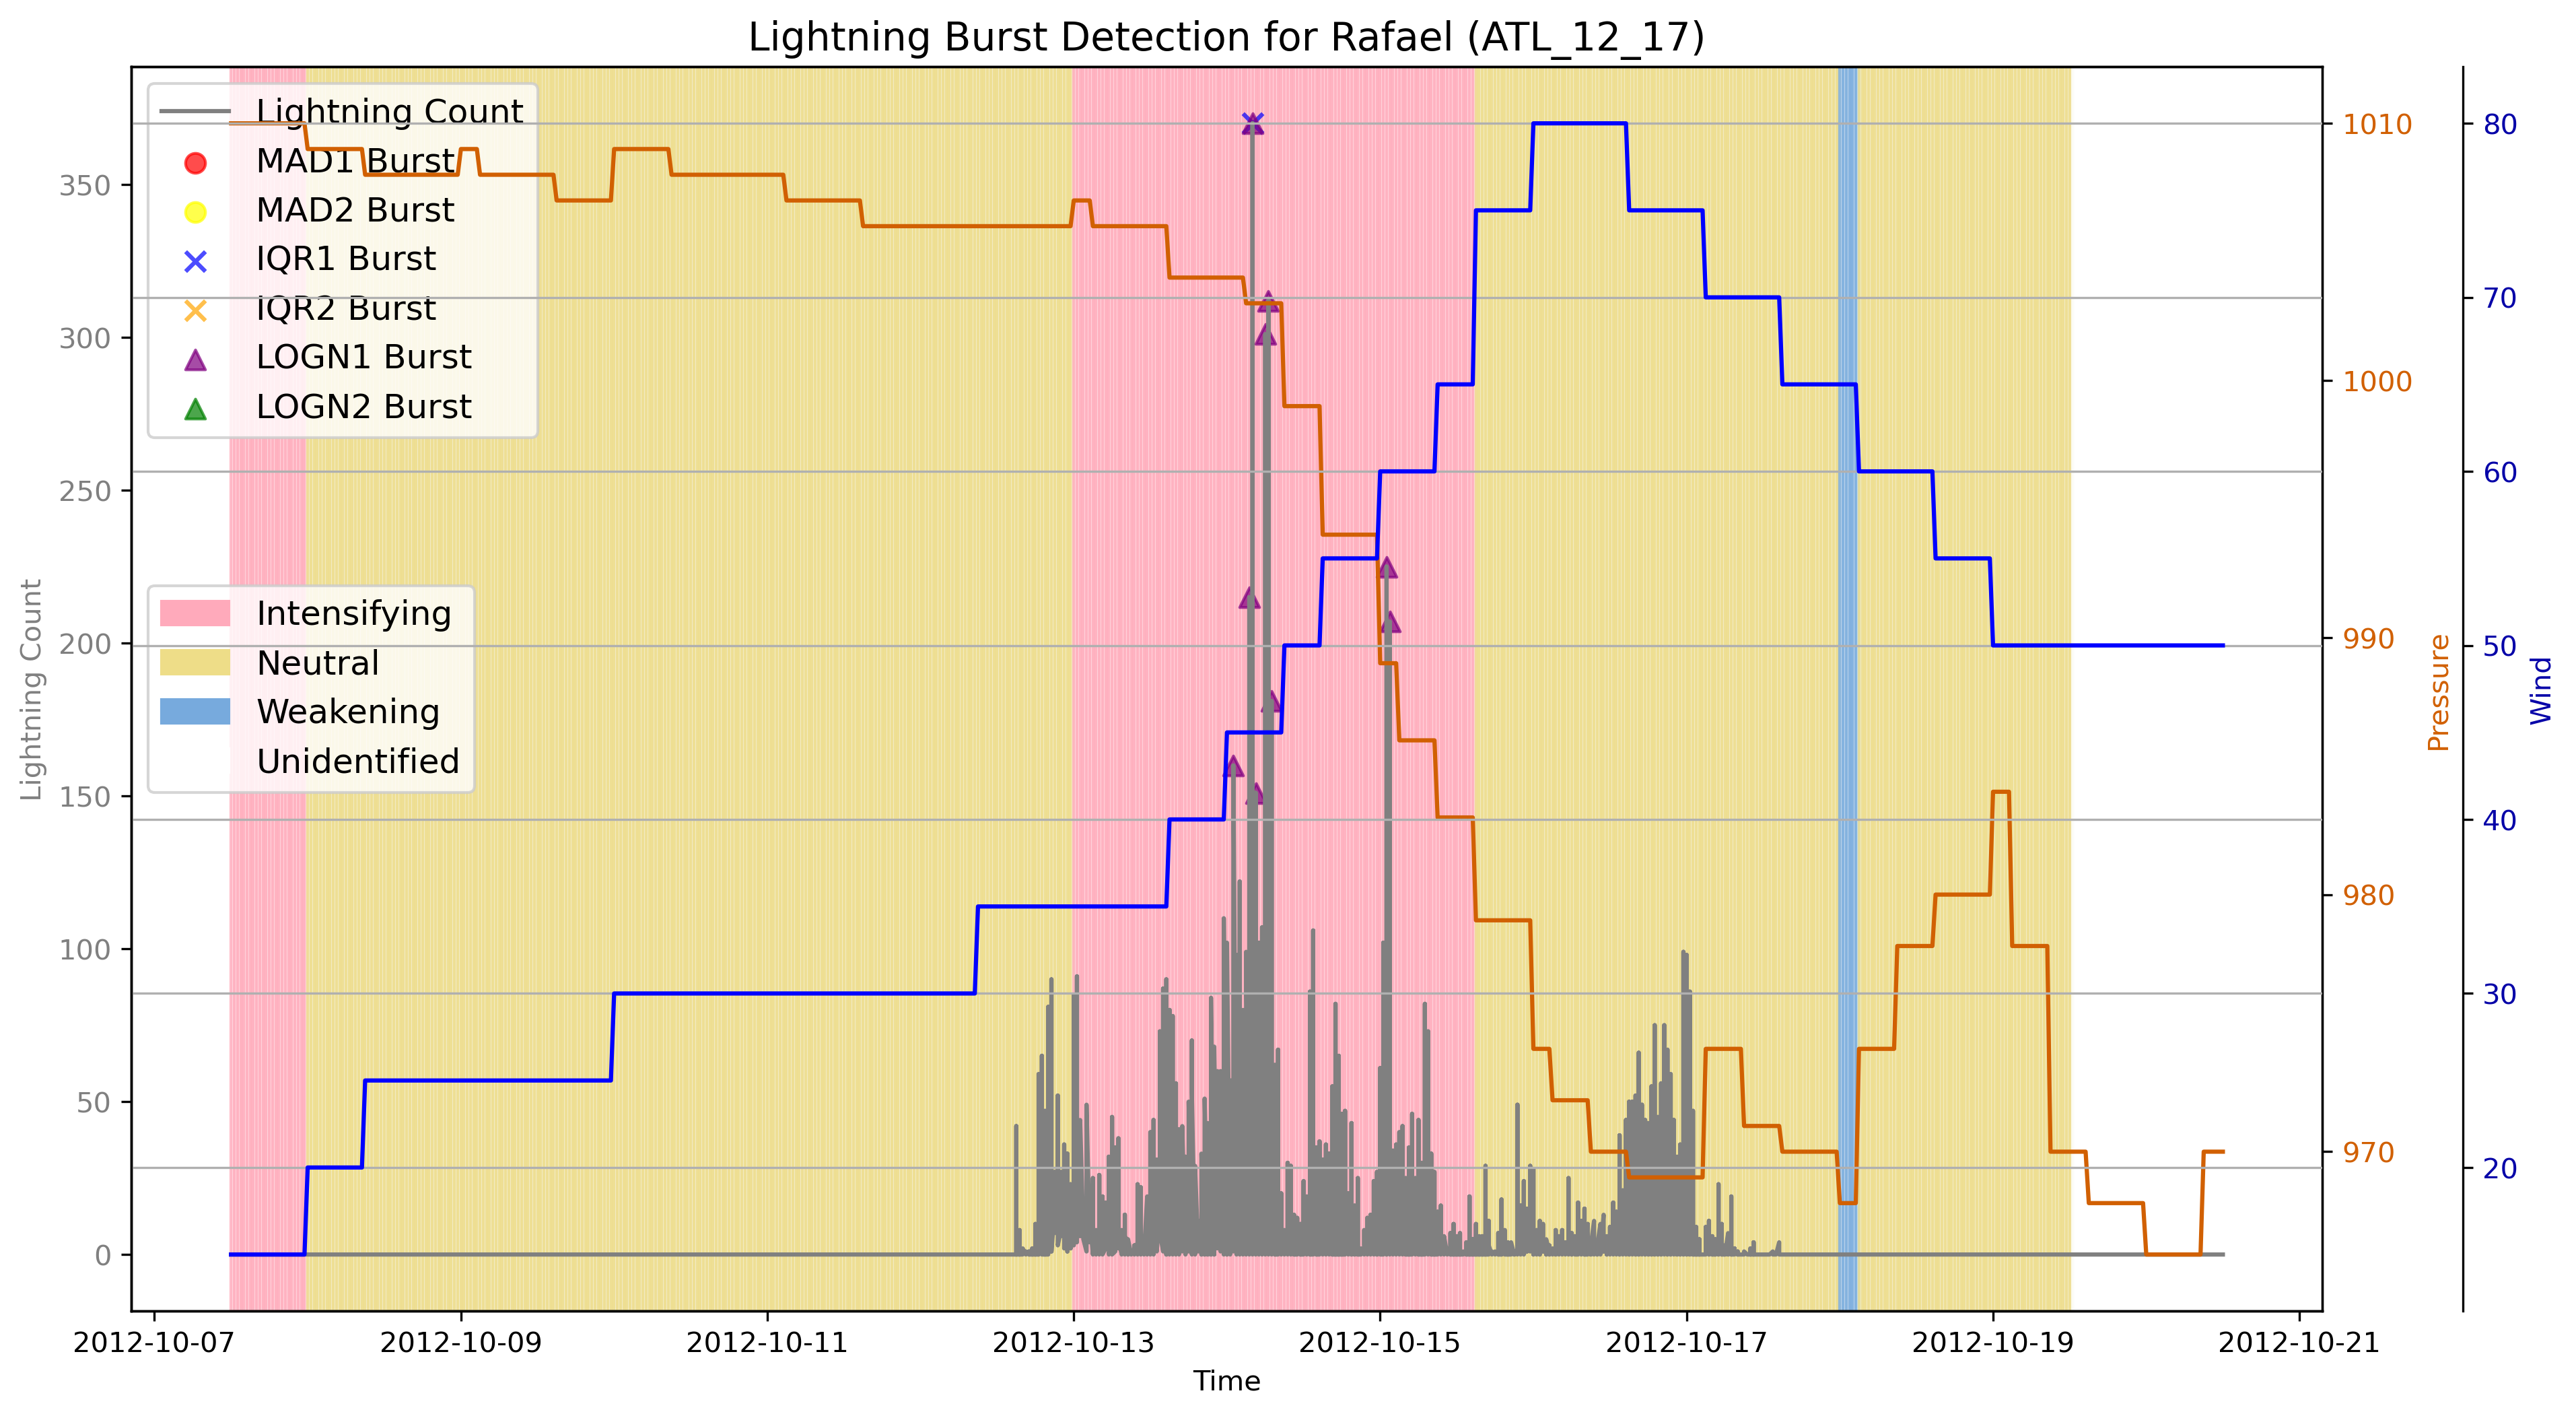 Lightning Burst Detection for Rafael (ATL_12_17)
Lightning Count
MAD1 Burst
MAD2 Burst
IQR1 Burst
IQR2 Burst
LOGN1 Burst
LOGN2 Burst
Intensifying
Neutral
Weakening
Unidentified
Lightning Count
350
300
250
200
150
100
50
0
1010
1000
990
980
970
Pressure
80
70
60
50
40
30
20
Wind
2012-10-07
2012-10-09
2012-10-11
2012-10-13
2012-10-15
2012-10-17
2012-10-19
2012-10-21
Time